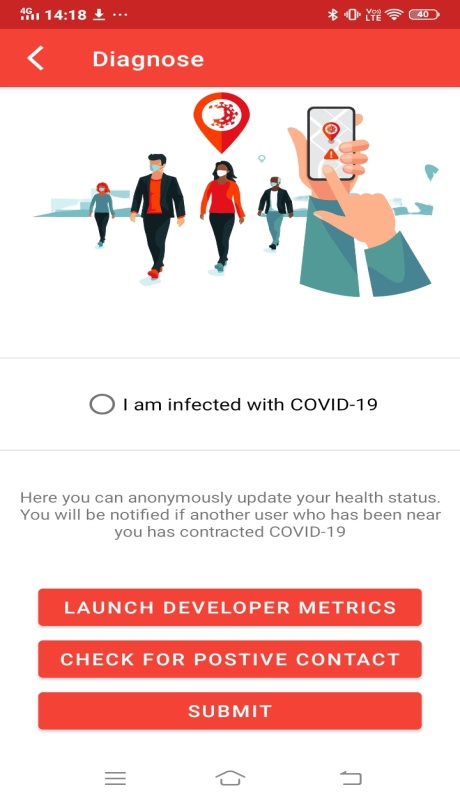 4G 14:18 ... Vo)) LTE 40
Diagnose
I am infected with COVID-19
Here you can anonymously update your health status.
You will be notified if another user who has been near
you has contracted COVID-19
LAUNCH DEVELOPER METRICS
CHECK FOR POSTIVE CONTACT
SUBMIT